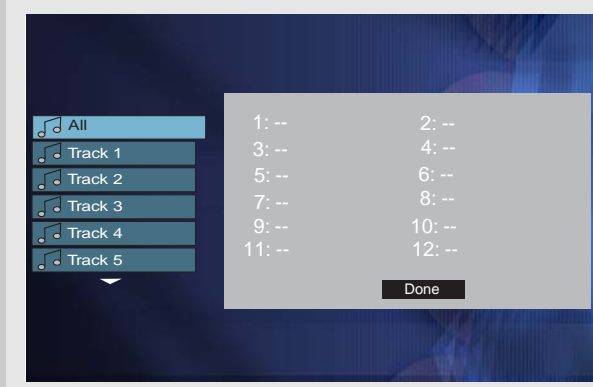 All
Track 1
Track 2
Track 3
Track 4
Track 5
1: -- 2: --
3: -- 4: --
5: -- 6: --
7: -- 8: --
9: -- 10: --
11: -- 12: --
Done